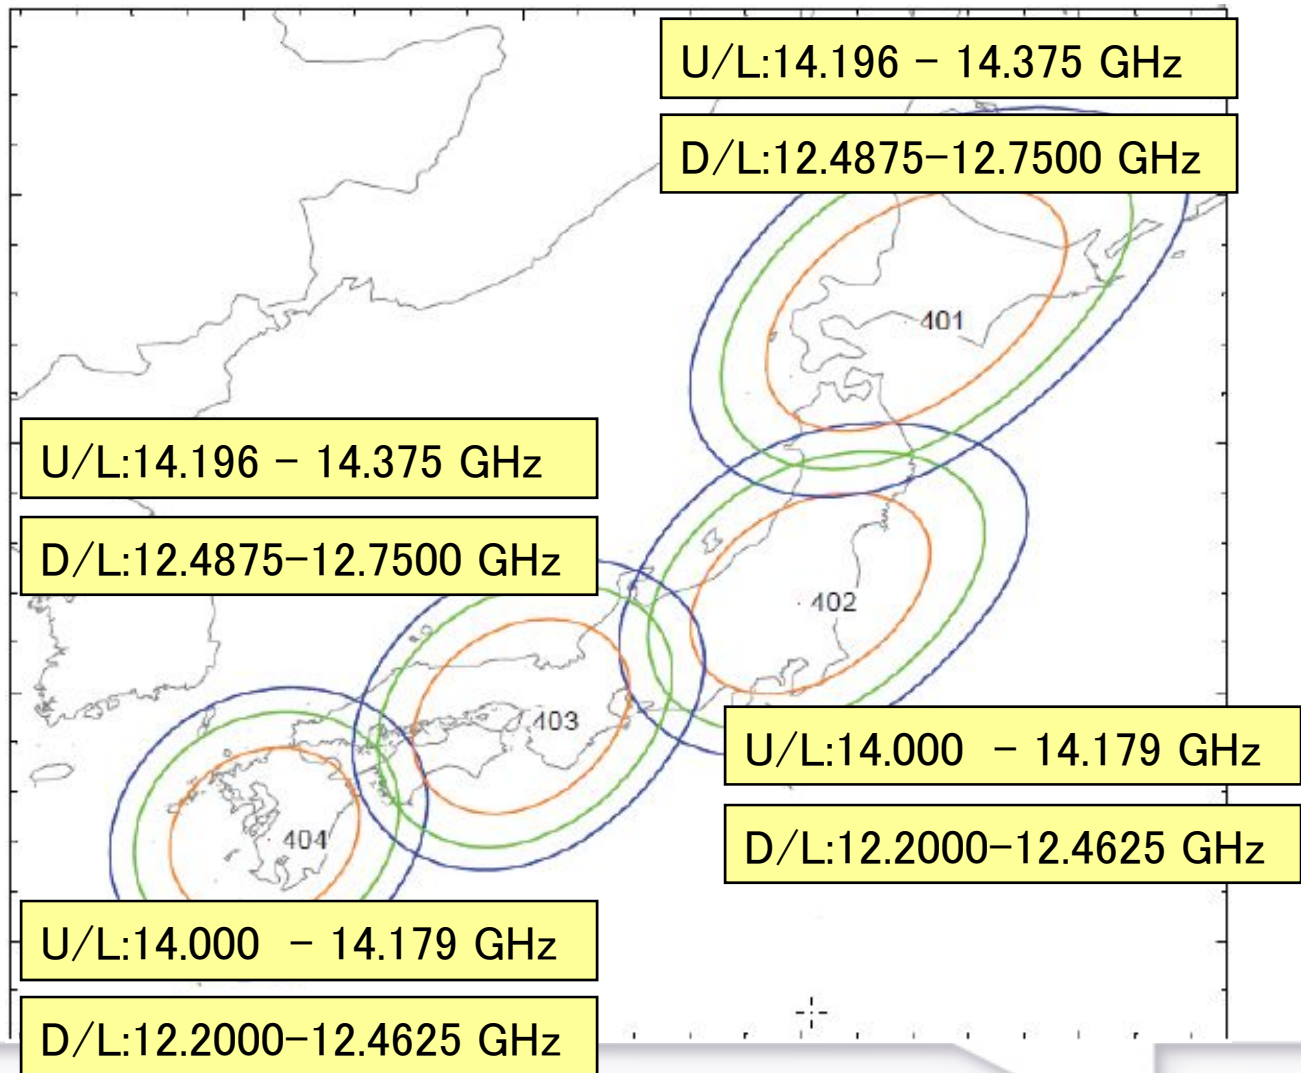 U/L:14.196 − 14.375 GHz
D/L:12.4875−12.7500 GHz
401
U/L:14.196 − 14.375 GHz
D/L:12.4875−12.7500 GHz
402
403
U/L:14.000 − 14.179 GHz
D/L:12.2000−12.4625 GHz
404
U/L:14.000 − 14.179 GHz
D/L:12.2000−12.4625 GHz